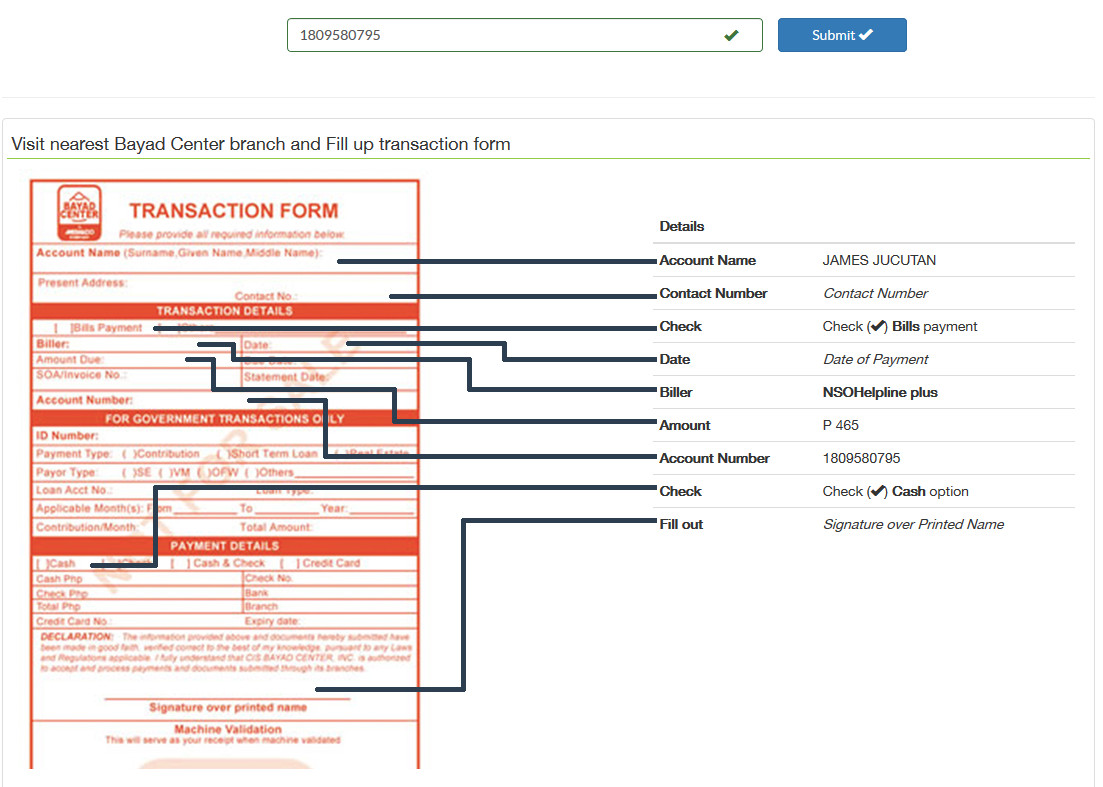 1809580795
Submit
Visit nearest Bayad Center branch and Fill up transaction form
BAYAD
CENTER
TRANSACTION FORM
Please provide all required information below.
Account Name (Surname,Given Name,Middle Name):
Present Address:
Contact No.:
TRANSACTION DETAILS
[ ]Bills Payment
Biller:
Date:
Amount Due:
SOA/Invoice No.:
Statement Date:
Account Number:
FOR GOVERNMENT TRANSACTIONS ONLY
ID Number:
Payment Type: ( )Contribution ( )Short Term Loan ( )Real Estate
Payor Type: ( )SE ( )VM ( )OFW ( )Others
Loan Acct No.: Loan Type:
Applicable Month(s): From To Year:
Contribution/Month: Total Amount:
PAYMENT DETAILS
[ ]Cash [ ]Check [ ] Cash & Check [ ] Credit Card
Cash Php Check No.
Check Php Bank
Total Php Branch
Credit Card No.: Expiry date:
DECLARATION: The information provided above and documents hereby submitted have
been made in good faith, verified correct to the best of my knowledge, pursuant to any Laws
and Regulations applicable. I fully understand that CIS BAYAD CENTER, INC. is authorized
to accept and process payments and documents submitted through its branches.
Signature over printed name
Machine Validation
This will serve as your receipt when machine validated
NOT FOR SALE
Details
Account Name JAMES JUCUTAN
Contact Number Contact Number
Check Check (✔) Bills payment
Date Date of Payment
Biller NSOHelpline plus
Amount P 465
Account Number 1809580795
Check Check (✔) Cash option
Fill out Signature over Printed Name